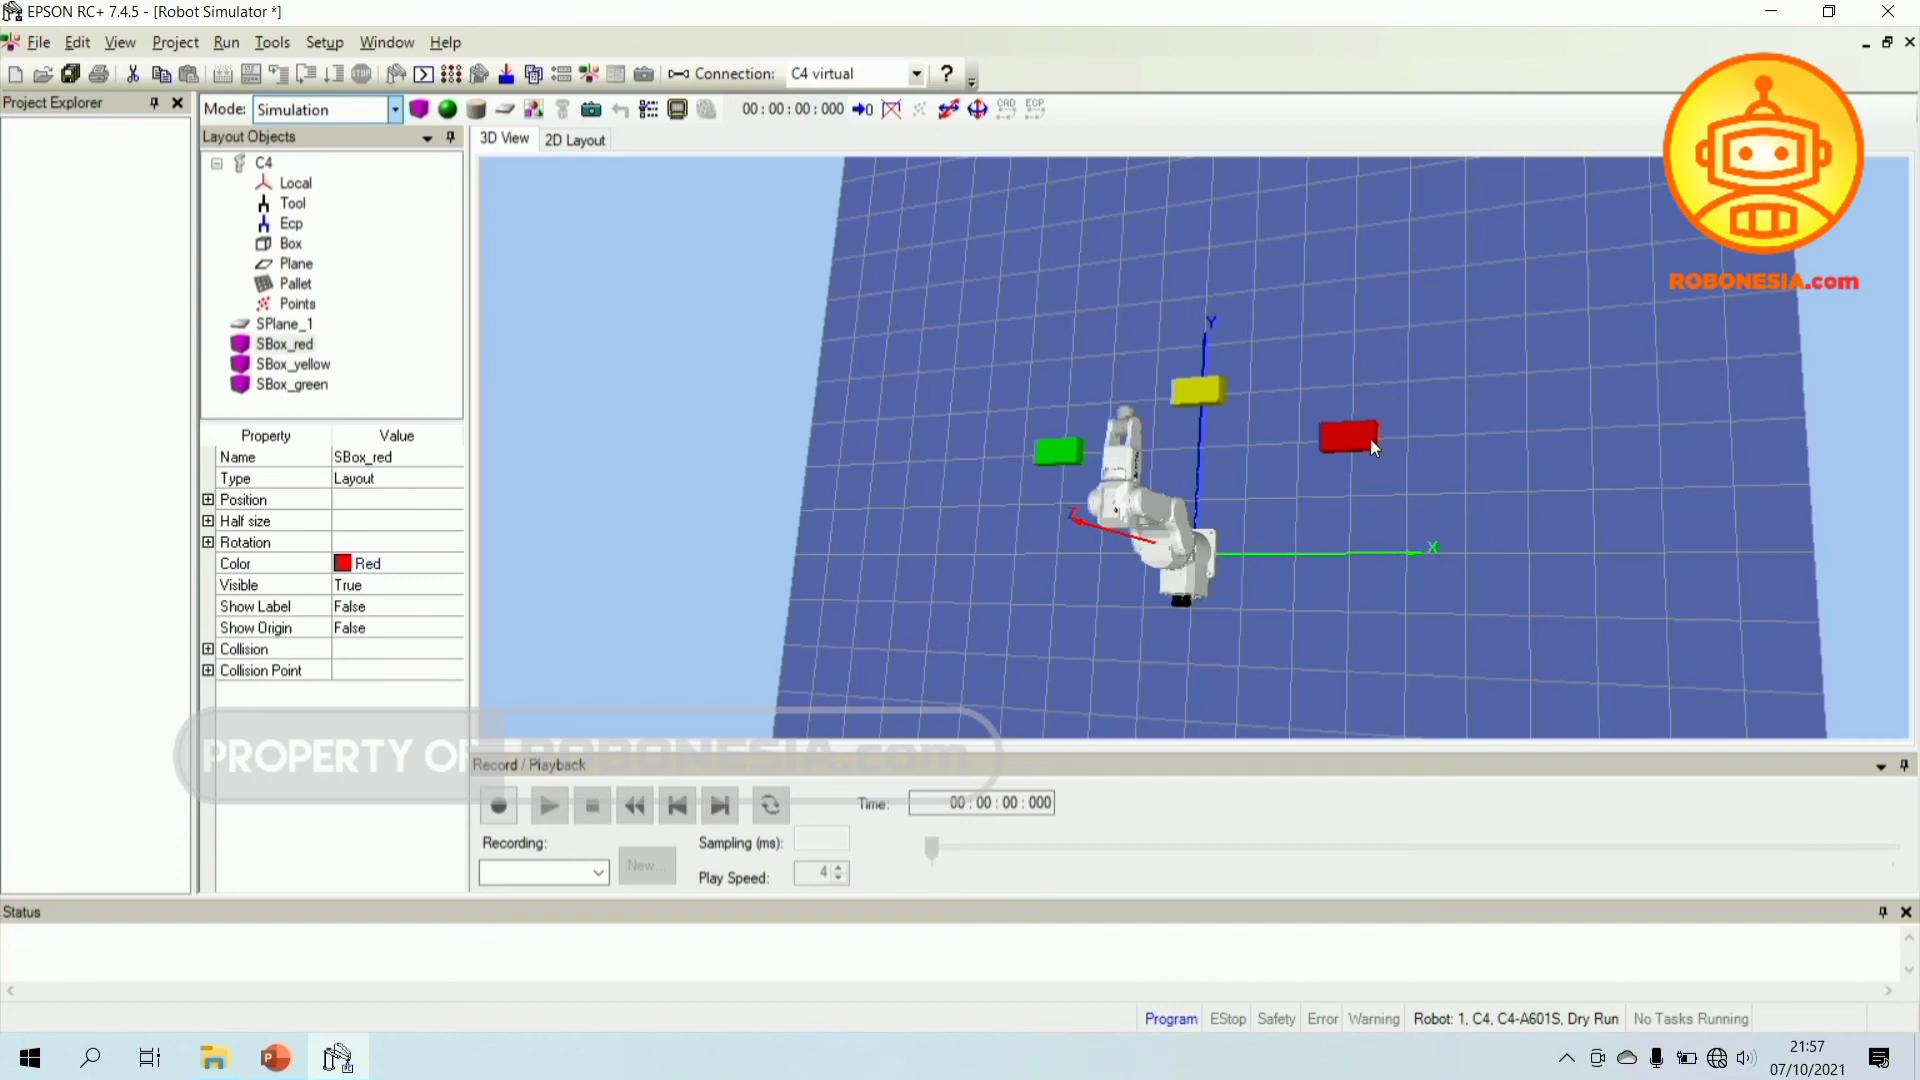 EPSON RC+ 7.4.5 - [Robot Simulator *]
File Edit View Project Run Tools Setup Window Help
Connection: C4 virtual ?
Project Explorer
Mode: Simulation 00 : 00 : 00 : 000
CAD ECP
Layout Objects
3D View 2D Layout
C4
Local
Tool
Ecp
Box
Plane
Pallet
Points
SPlane_1
SBox_red
SBox_yellow
SBox_green
Property Value
Name SBox_red
Type Layout
Position
Half size
Rotation
Color Red
Visible True
Show Label False
Show Origin False
Collision
Collision Point
Y
X
Z
ROBONESIA.com
PROPERTY OF ROBONESIA.com
Record / Playback
Time: 00 : 00 : 00 : 000
Recording:
New...
Sampling (ms):
Play Speed: 4
Status
Program EStop Safety Error Warning Robot: 1, C4, C4-A601S, Dry Run No Tasks Running
21:57
07/10/2021